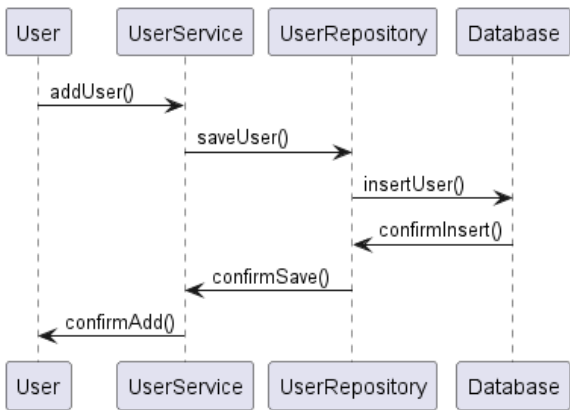 User UserService UserRepository Database
addUser()
saveUser()
insertUser()
confirmInsert()
confirmSave()
confirmAdd()
User UserService UserRepository Database